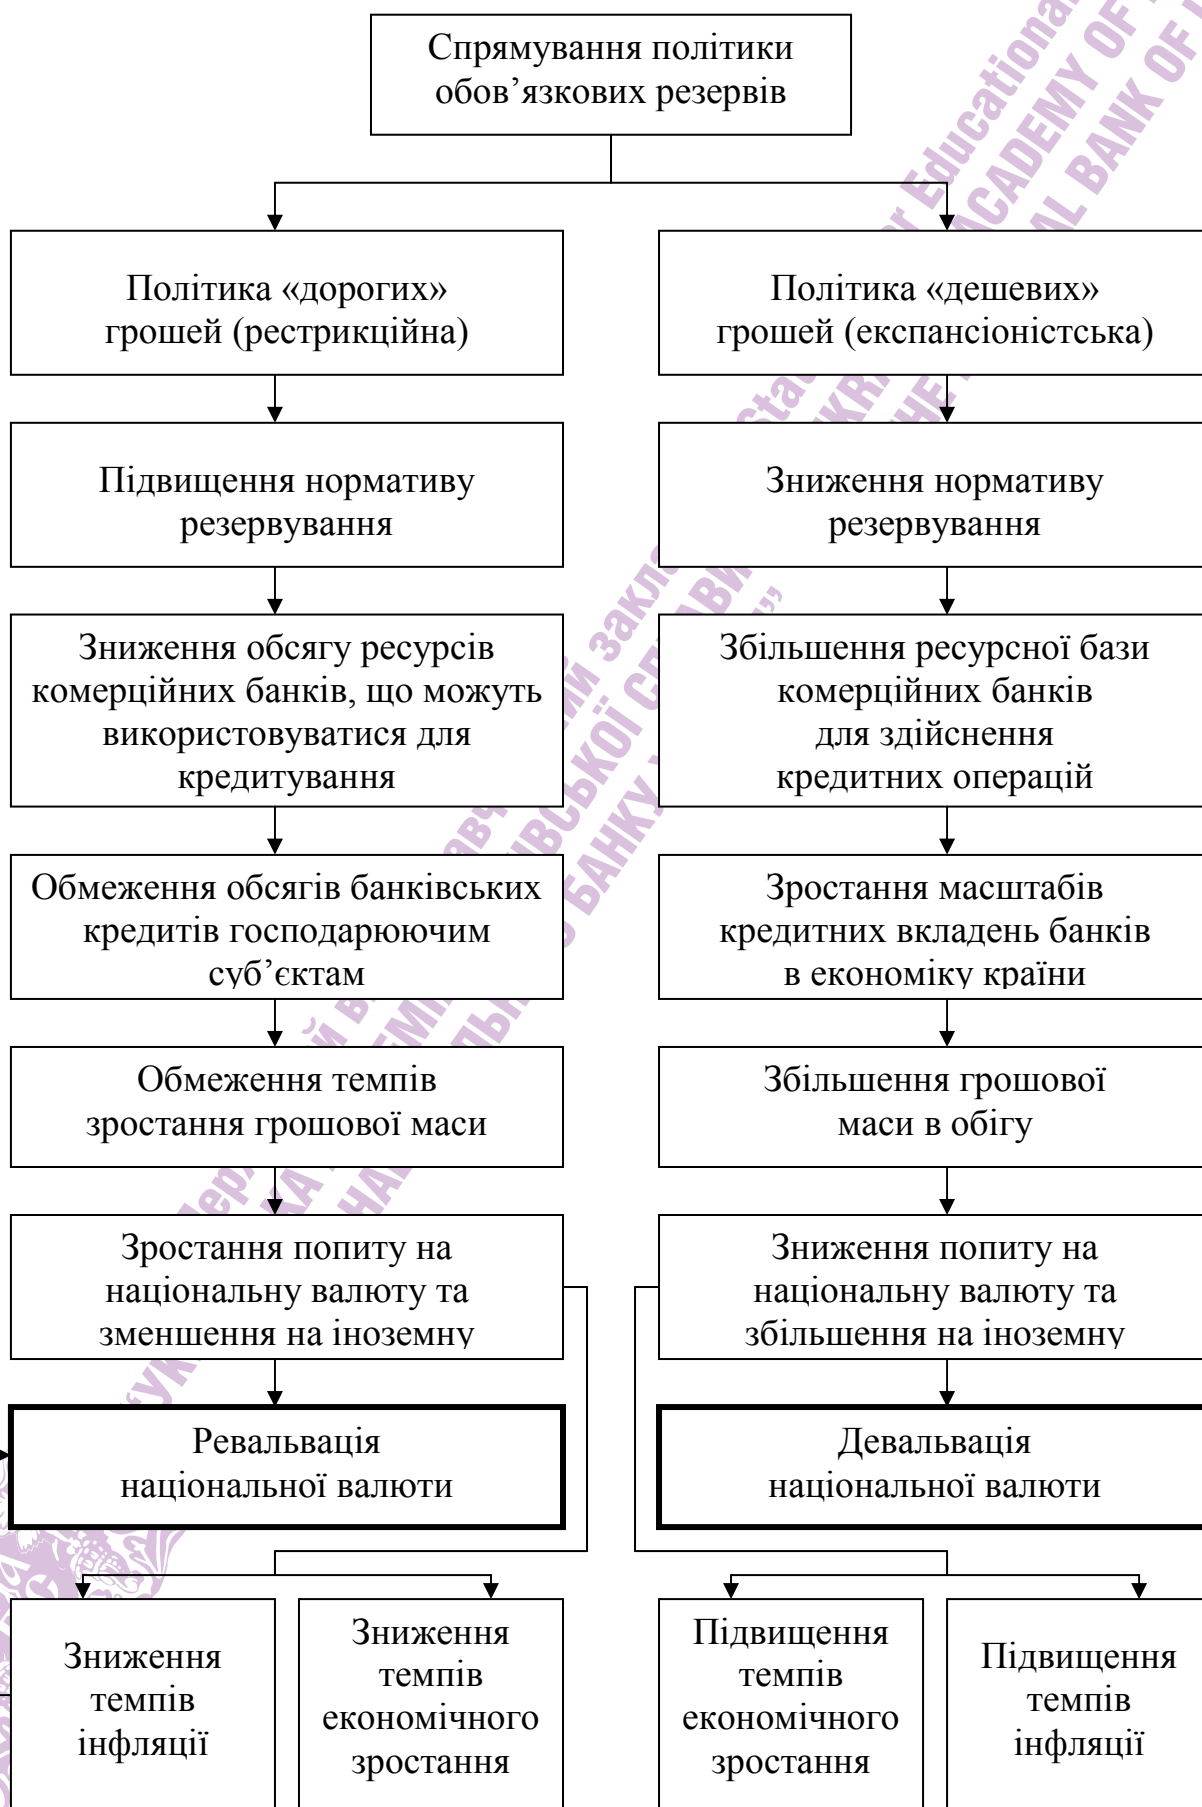 Спрямування політики
обов’язкових резервів
Політика «дорогих»
грошей (рестрикційна)
Політика «дешевих»
грошей (експансіоністська)
Підвищення нормативу
резервування
Зниження нормативу
резервування
Зниження обсягу ресурсів
комерційних банків, що можуть
використовуватися для
кредитування
Збільшення ресурсної бази
комерційних банків
для здійснення
кредитних операцій
Обмеження обсягів банківських
кредитів господарюючим
суб’єктам
Зростання масштабів
кредитних вкладень банків
в економіку країни
Обмеження темпів
зростання грошової маси
Збільшення грошової
маси в обігу
Зростання попиту на
національну валюту та
зменшення на іноземну
Зниження попиту на
національну валюту та
збільшення на іноземну
Ревальвація
національної валюти
Девальвація
національної валюти
Зниження
темпів
інфляції
Зниження
темпів
економічного
зростання
Підвищення
темпів
економічного
зростання
Підвищення
темпів
інфляції